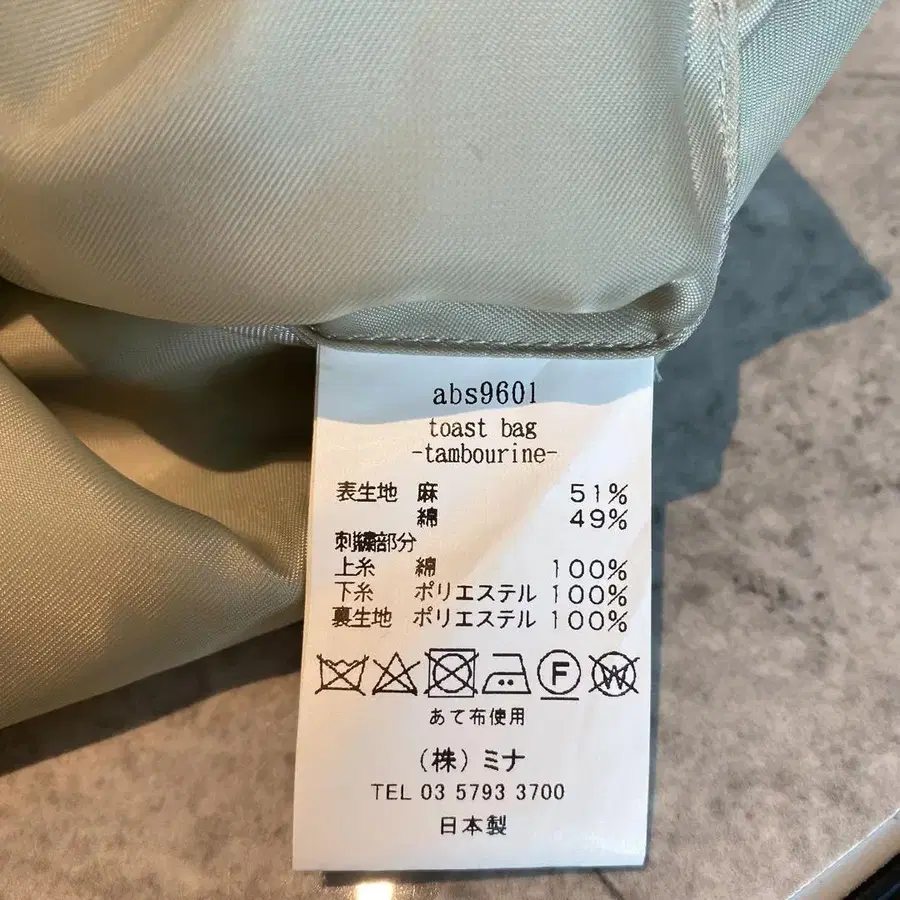 abs9601
toast bag
-tambourine-
表生地 麻 51%
綿 49%
刺繍部分
上糸 綿 100%
下糸 ポリエステル 100%
裏生地 ポリエステル 100%
F W
あて布使用
(株) ミナ
TEL 03 5793 3700
日本製